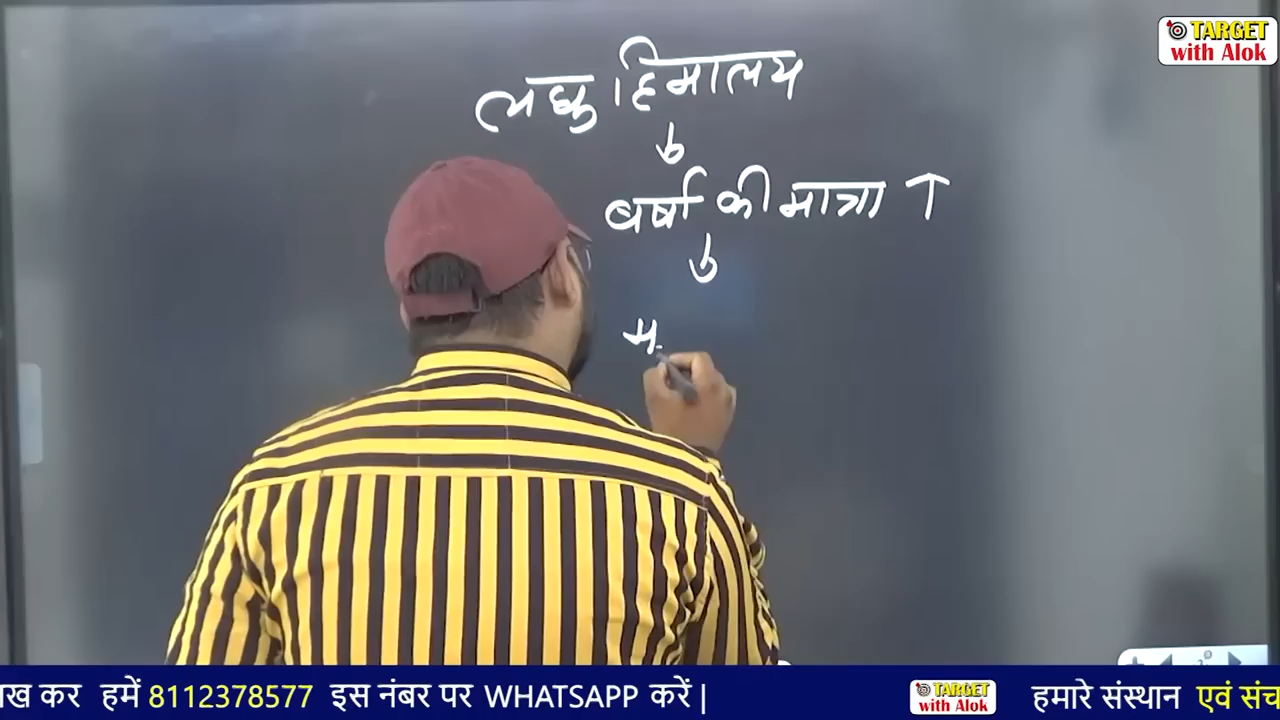 TARGET
with Alok
लघु हिमालय
वर्षा की मात्रा ↑
म
ख कर हमें 8112378577 इस नंबर पर WHATSAPP करें |
TARGET
with Alok
हमारे संस्थान एवं संच